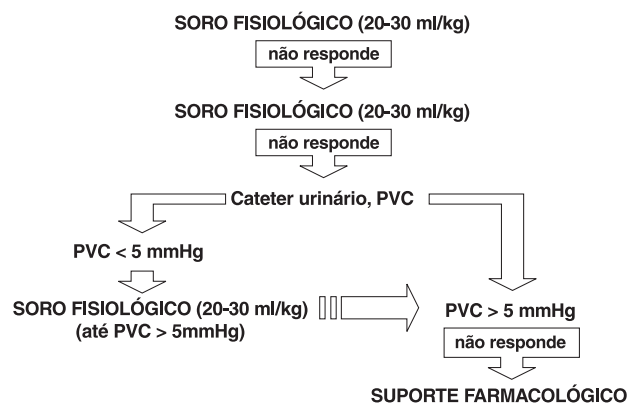 SORO FISIOLÓGICO (20-30 ml/kg)
não responde
SORO FISIOLÓGICO (20-30 ml/kg)
não responde
Cateter urinário, PVC
PVC < 5 mmHg
SORO FISIOLÓGICO (20-30 ml/kg)
(até PVC > 5mmHg)
PVC > 5 mmHg
não responde
SUPORTE FARMACOLÓGICO